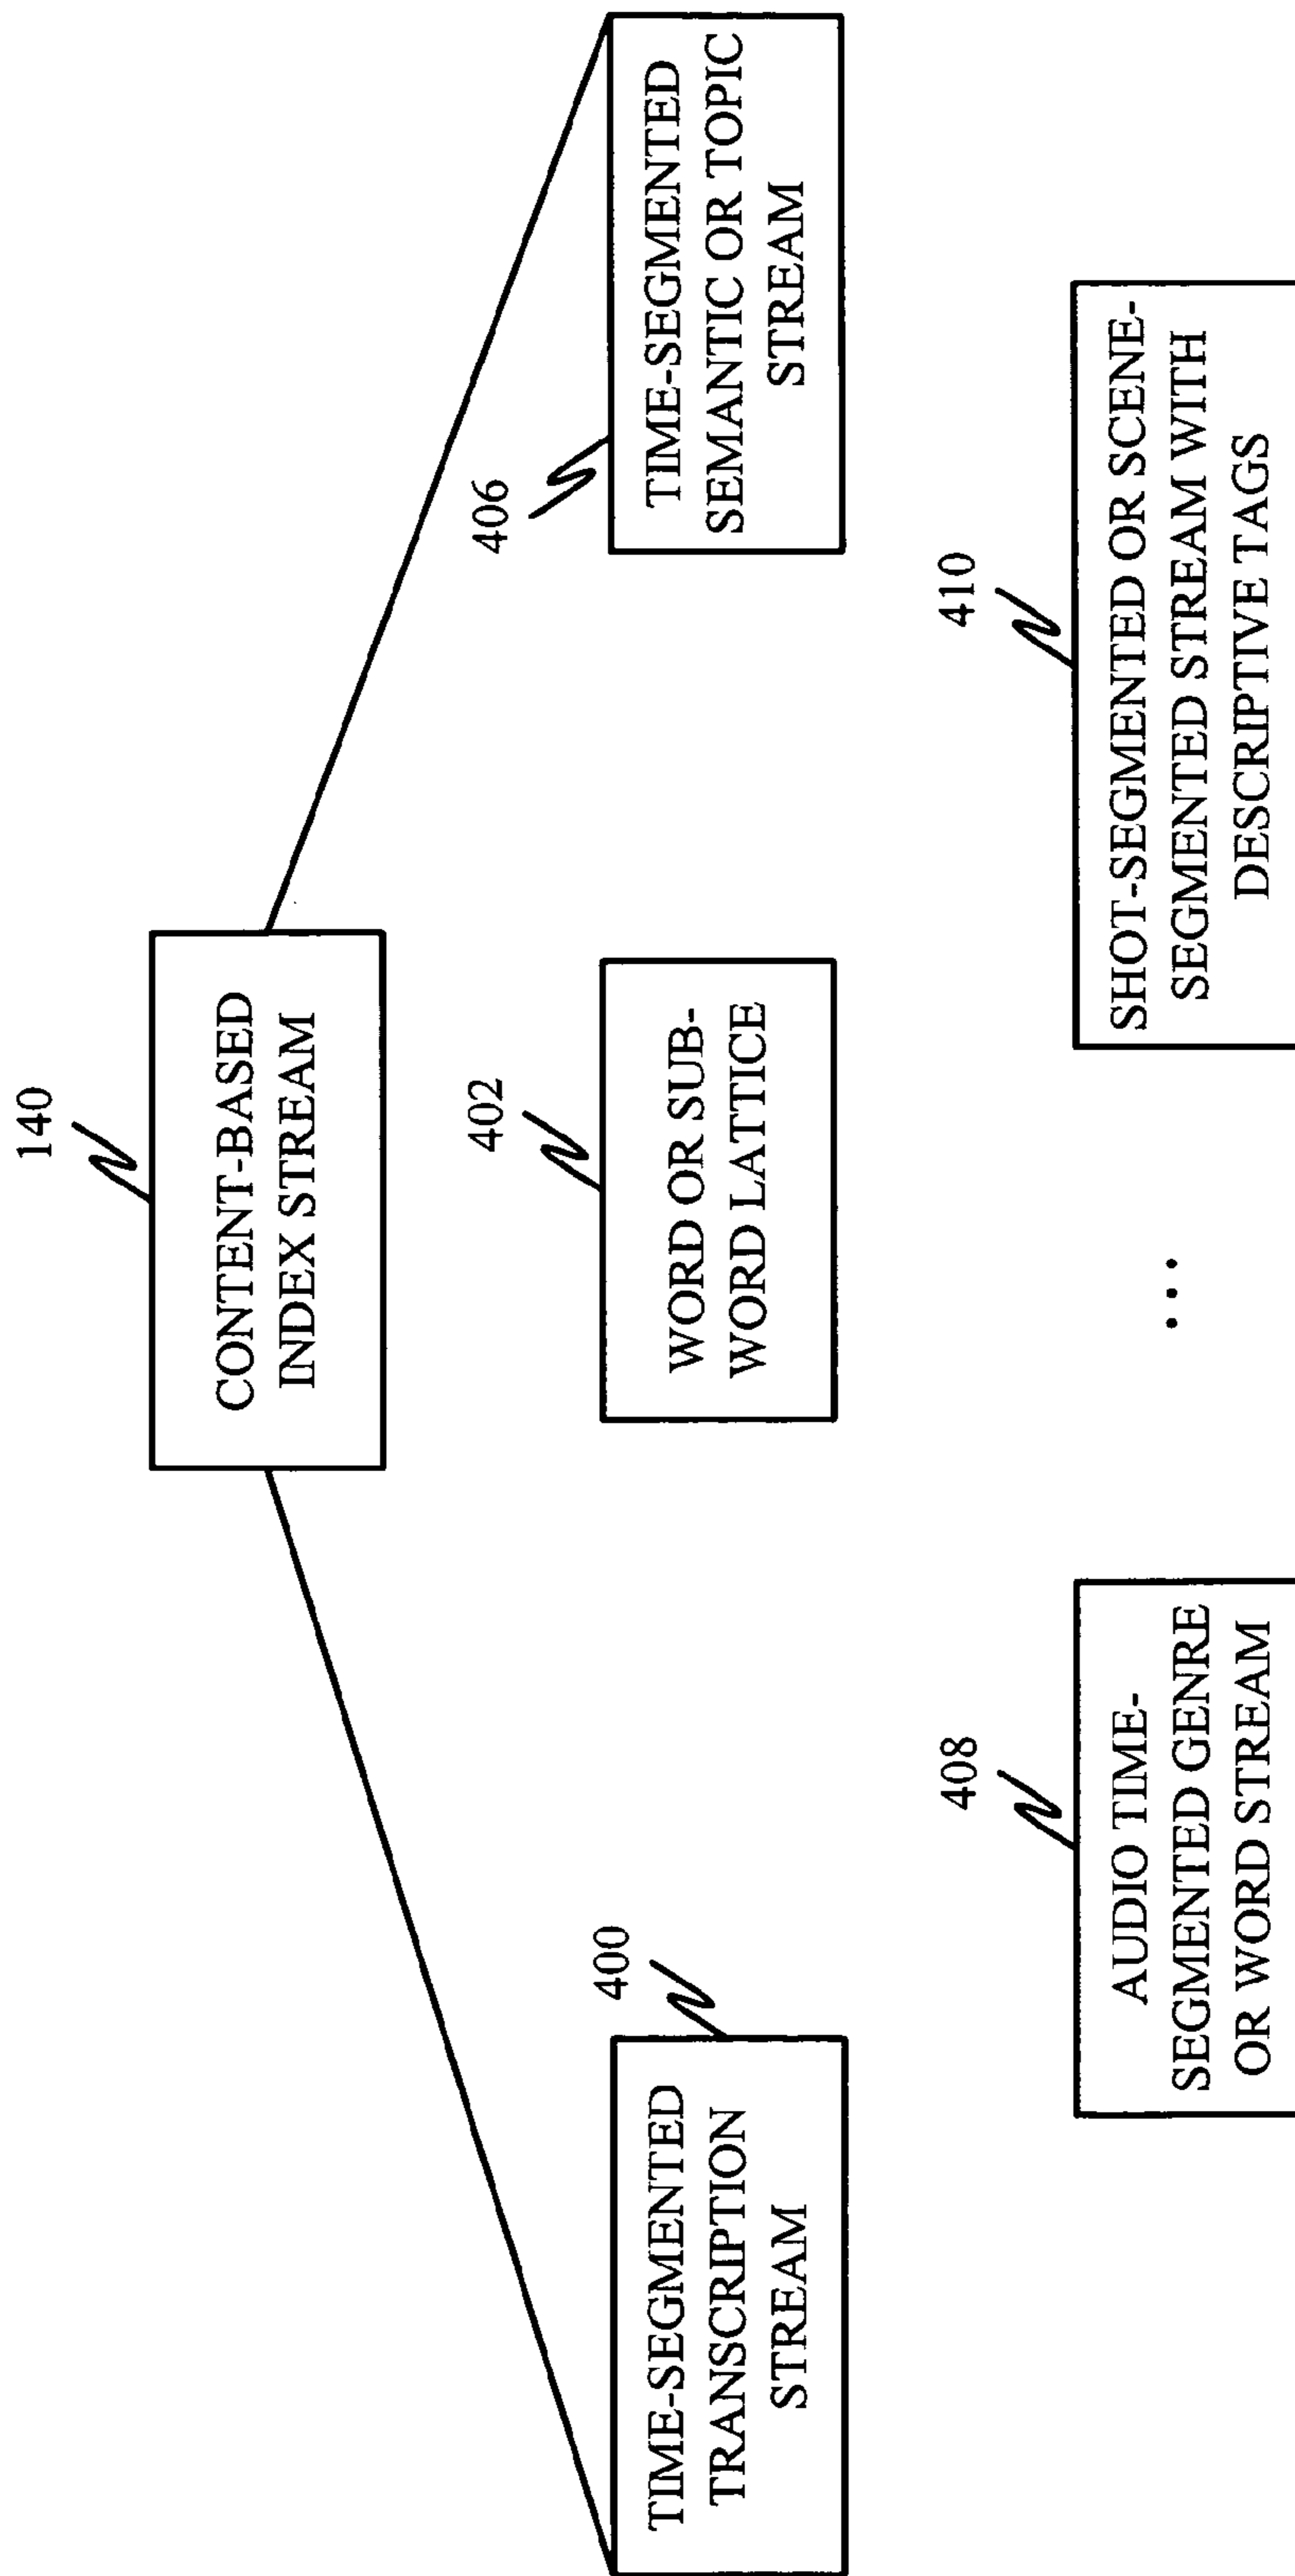 140
CONTENT-BASED
INDEX STREAM
400
TIME-SEGMENTED
TRANSCRIPTION
STREAM
402
WORD OR SUB-
WORD LATTICE
406
TIME-SEGMENTED
SEMANTIC OR TOPIC
STREAM
408
AUDIO TIME-
SEGMENTED GENRE
OR WORD STREAM
...
410
SHOT-SEGMENTED OR SCENE-
SEGMENTED STREAM WITH
DESCRIPTIVE TAGS